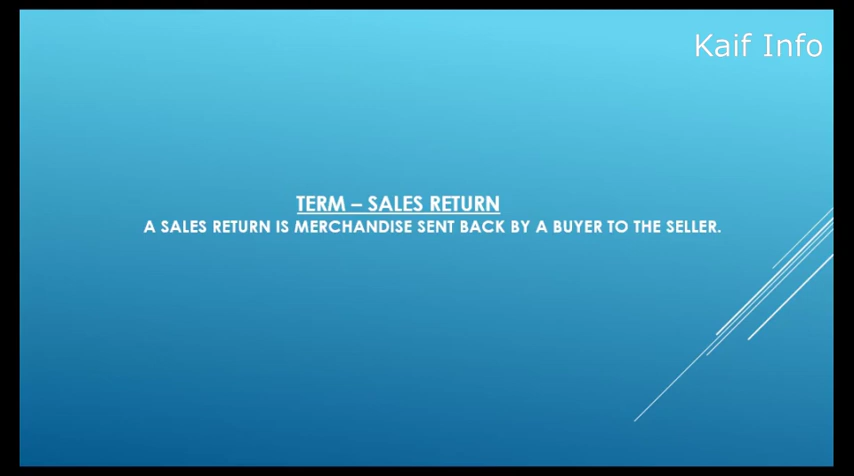 Kaif Info
TERM – SALES RETURN
A SALES RETURN IS MERCHANDISE SENT BACK BY A BUYER TO THE SELLER.